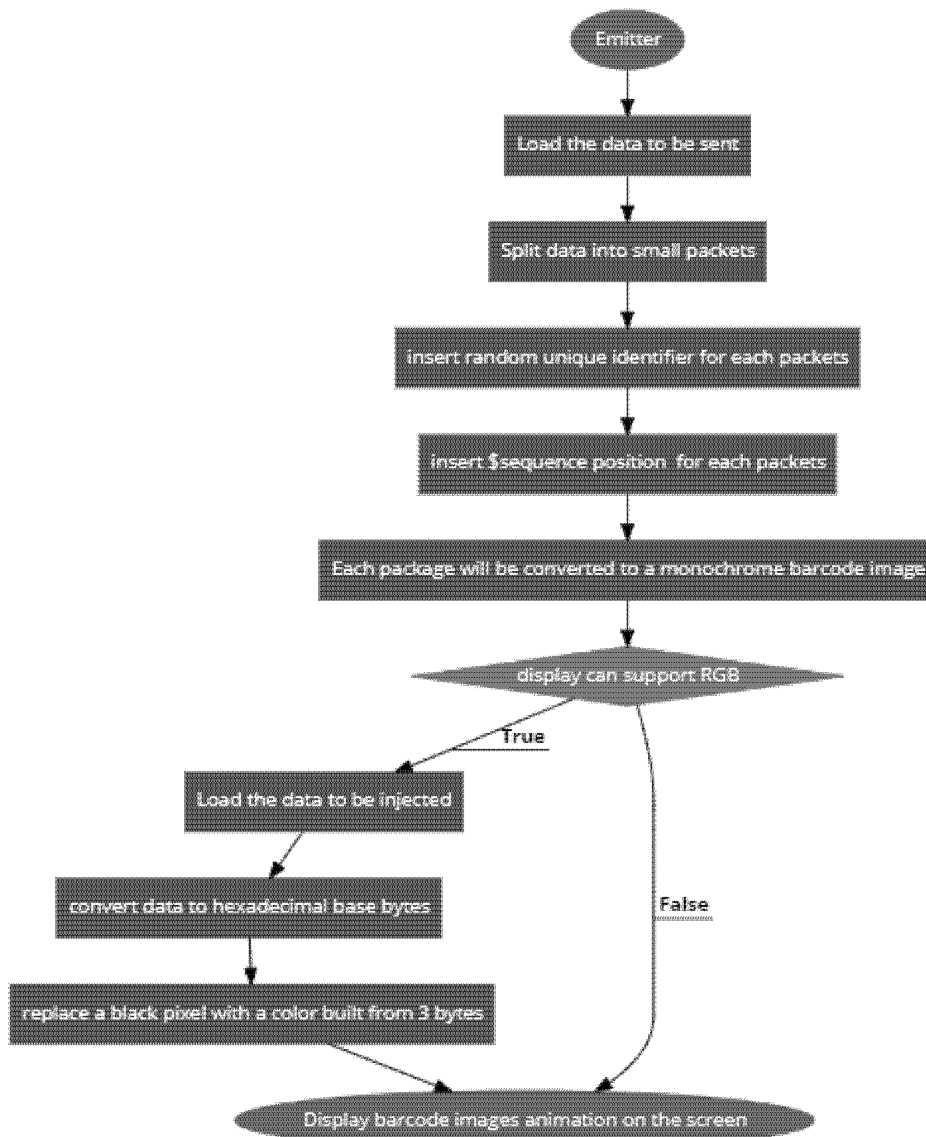 Emitter
Load the data to be sent
Split data into small packets
insert random unique identifier for each packets
insert $sequence position for each packets
Each package will be converted to a monochrome barcode image
display can support RGB
True
Load the data to be injected
convert data to hexadecimal base bytes
False
replace a black pixel with a color built from 3 bytes
Display barcode images animation on the screen